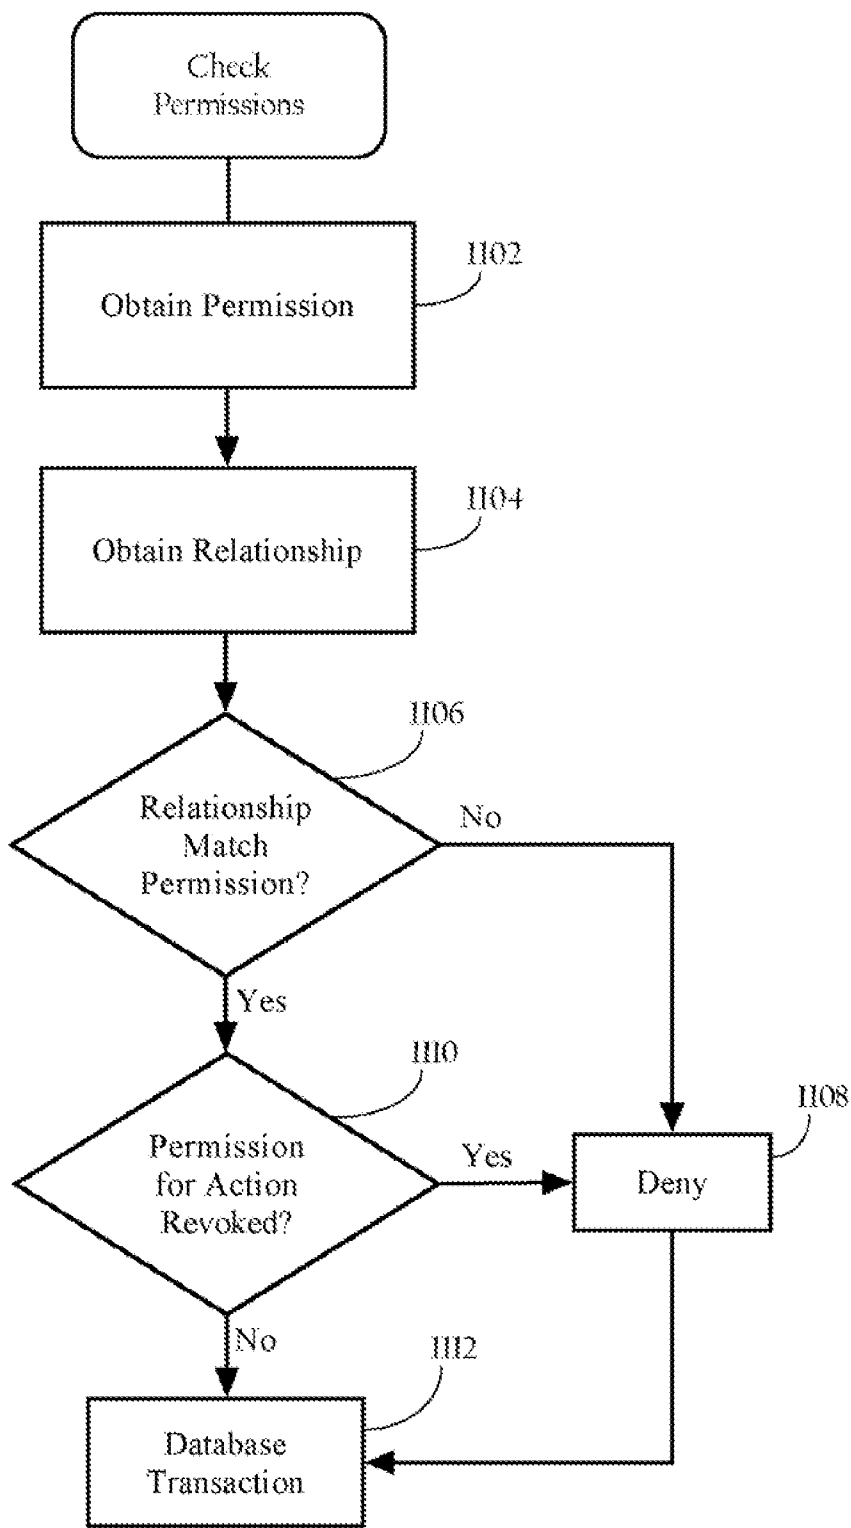 Check
Permissions
1102
Obtain Permission
1104
Obtain Relationship
1106
Relationship
Match
Permission?
No
Yes
1110
Permission
for Action
Revoked?
Yes
1108
Deny
No
1112
Database
Transaction